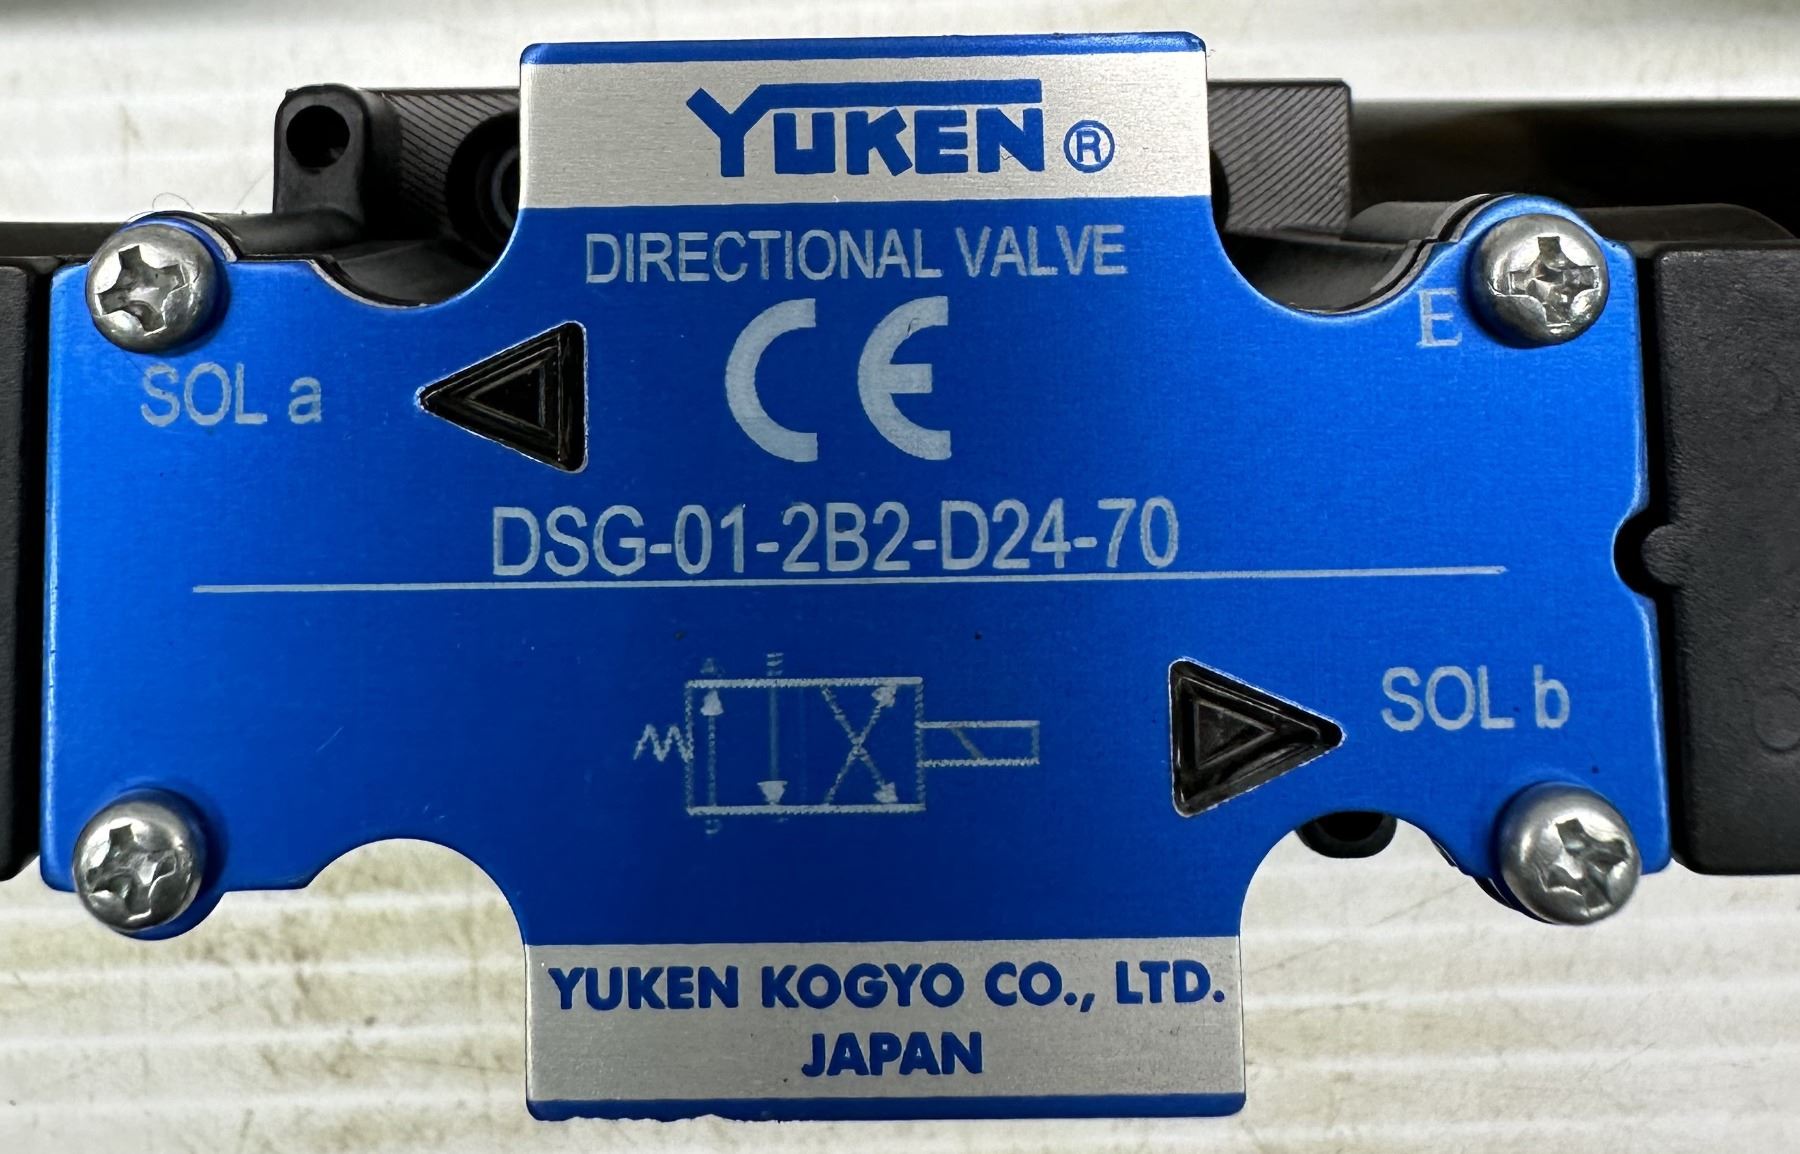 YUKEN®
DIRECTIONAL VALVE
CE
E
SOL a
DSG-01-2B2-D24-70
SOL b
YUKEN KOGYO CO., LTD.
JAPAN